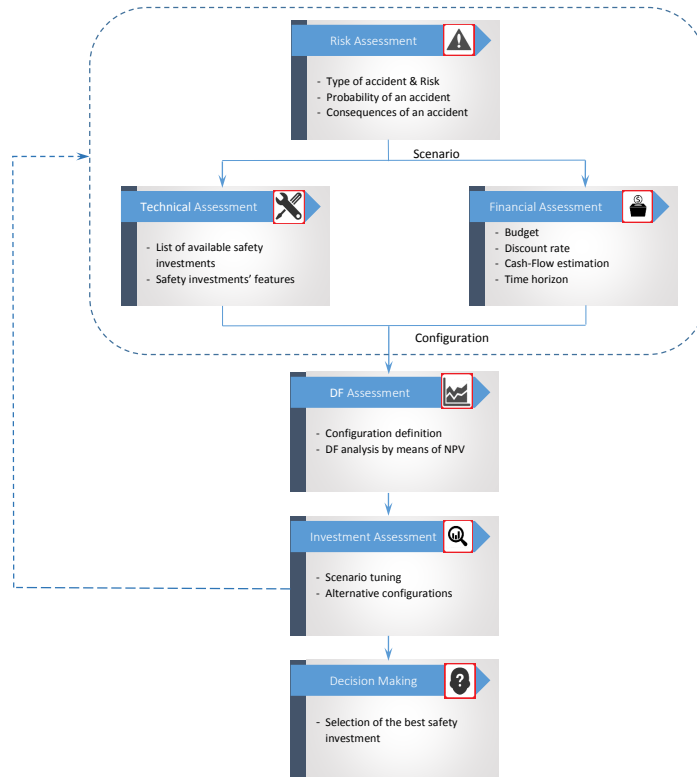 Risk Assessment
- Type of accident & Risk
- Probability of an accident
- Consequences of an accident
Scenario
Technical Assessment
- List of available safety
investments
- Safety investments' features
Financial Assessment
- Budget
- Discount rate
- Cash-Flow estimation
- Time horizon
Configuration
DF Assessment
- Configuration definition
- DF analysis by means of NPV
Investment Assessment
- Scenario tuning
- Alternative configurations
Decision Making
- Selection of the best safety
investment